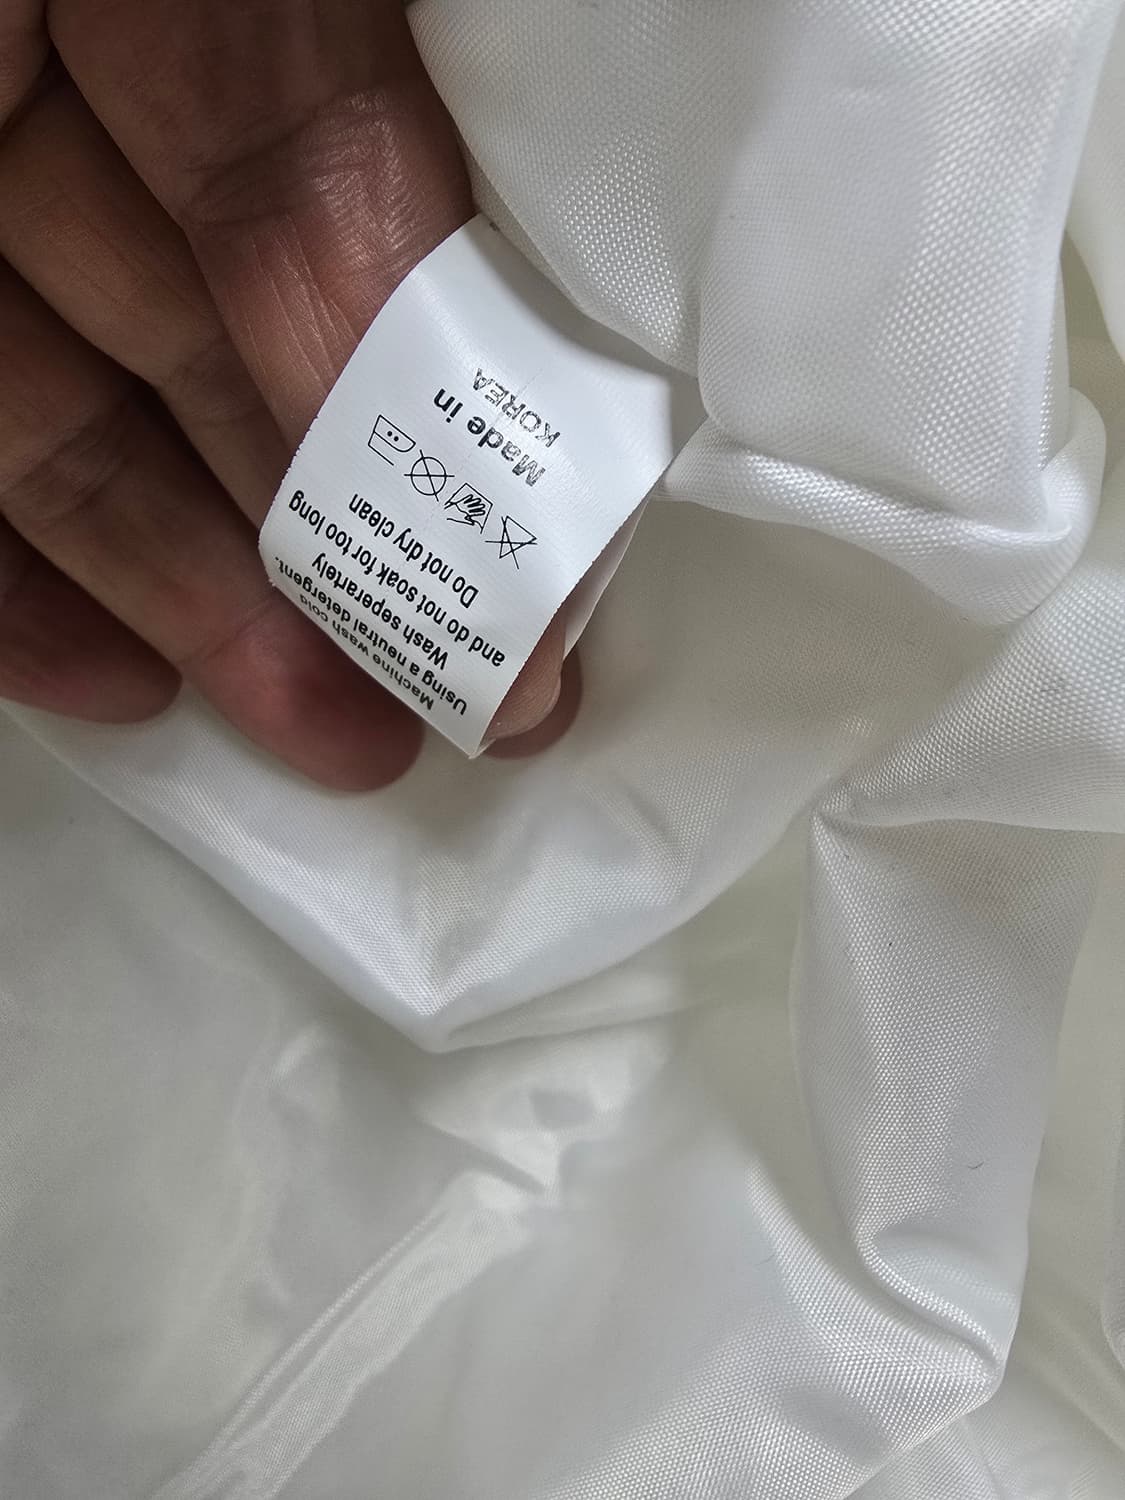 Machine wash cold
Using a neutral detergent.
Wash seperartely
and do not soak for too long
Do not dry clean
Made in
KOREA